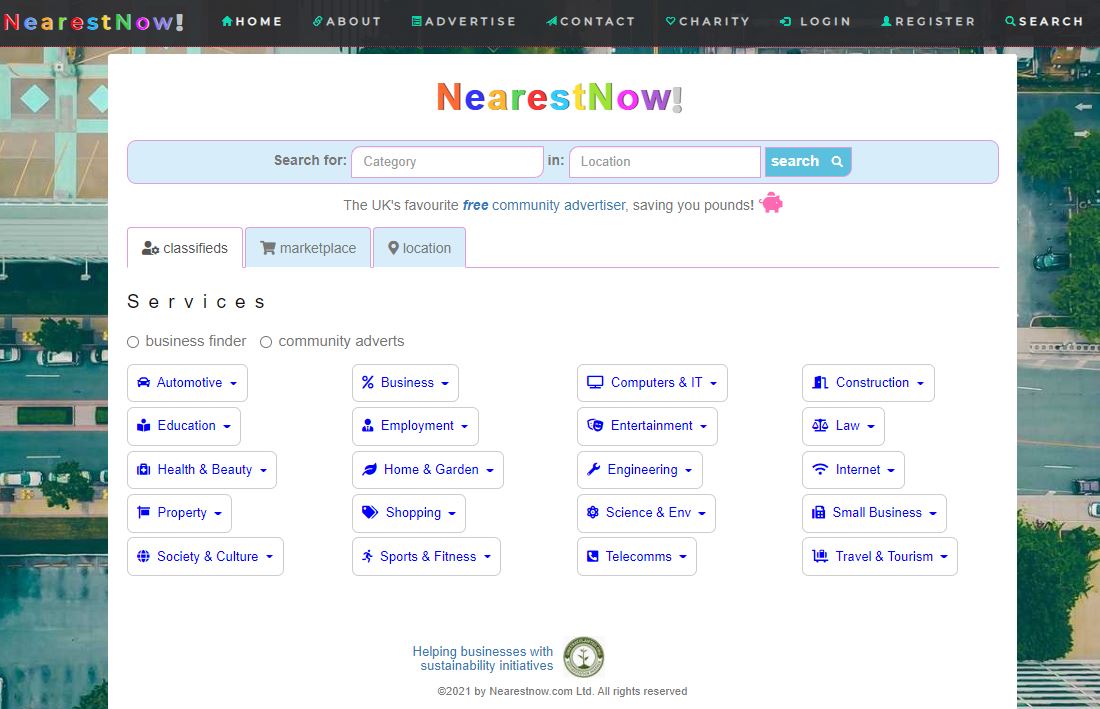 NearestNow! HOME ABOUT ADVERTISE CONTACT CHARITY LOGIN REGISTER SEARCH
NearestNow!
Search for: Category in: Location search
The UK's favourite free community advertiser, saving you pounds!
classifieds marketplace location
Services
business finder community adverts
Automotive Business Computers & IT Construction
Education Employment Entertainment Law
Health & Beauty Home & Garden Engineering Internet
Property Shopping Science & Env Small Business
Society & Culture Sports & Fitness Telecomms Travel & Tourism
Helping businesses with
sustainability initiatives
©2021 by Nearestnow.com Ltd. All rights reserved